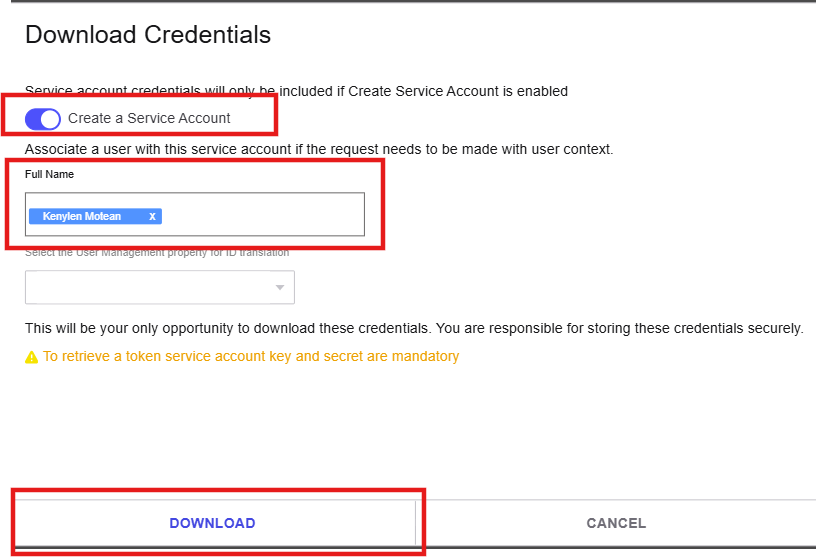 Download Credentials
Service account credentials will only be included if Create Service Account is enabled
Create a Service Account
Associate a user with this service account if the request needs to be made with user context.
Full Name
Kenylen Motean x
Select the User Management property for ID translation
This will be your only opportunity to download these credentials. You are responsible for storing these credentials securely.
To retrieve a token service account key and secret are mandatory
DOWNLOAD CANCEL